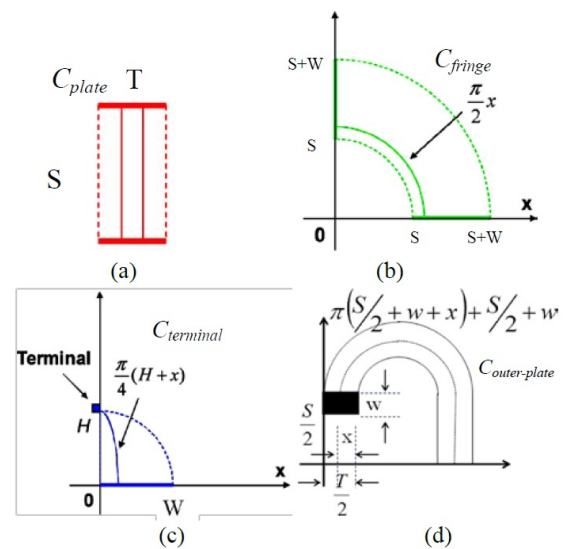 C_plate T
S
(a)
S+W
C_fringe
π/2 x
S
x
0 S S+W
(b)
C_terminal
Terminal
π/4 (H+x)
H
x
0
W
(c)
π(S/2 + w + x) + S/2 + w
C_outer-plate
S/2
w
x
T/2
(d)